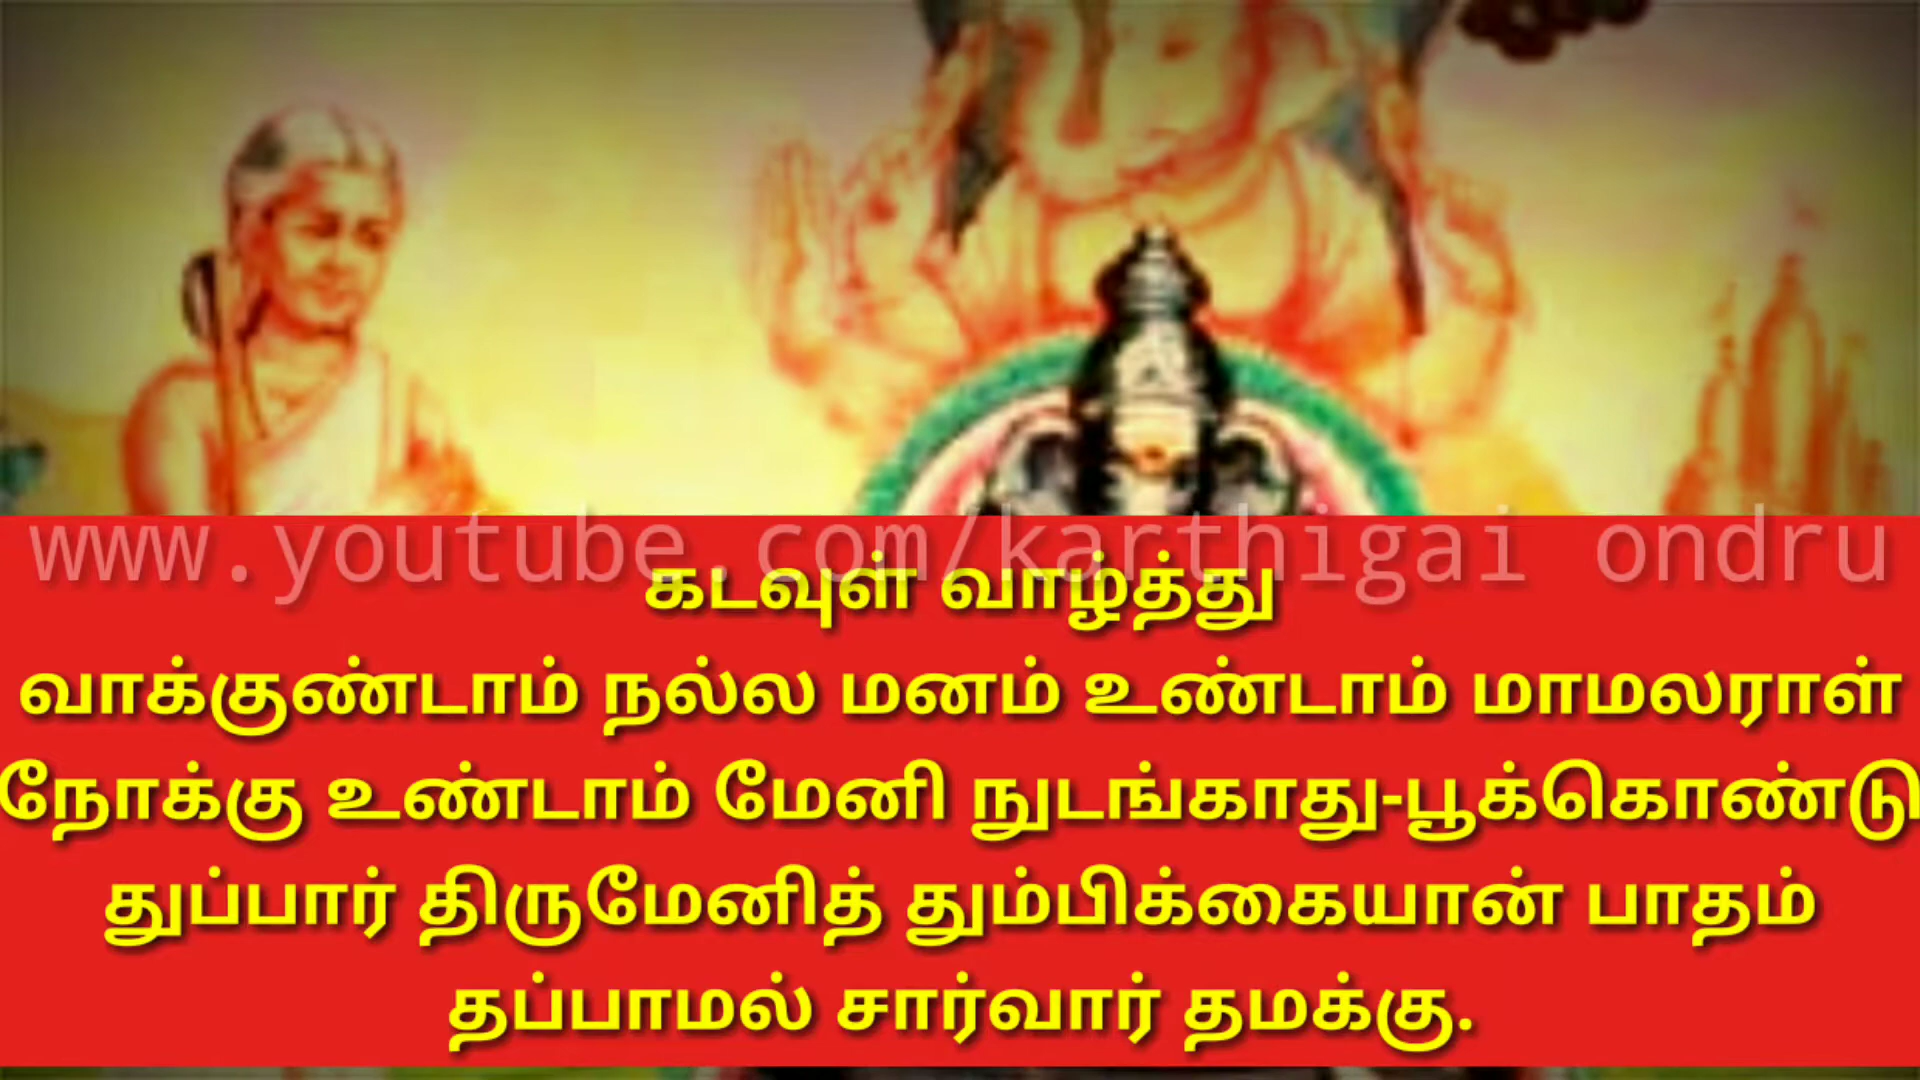 www.youtube.com/karthigai ondru
கடவுள் வாழ்த்து
வாக்குண்டாம் நல்ல மனம் உண்டாம் மாமலராள்
நோக்கு உண்டாம் மேனி நுடங்காது-பூக்கொண்டு
துப்பார் திருமேனித் தும்பிக்கையான் பாதம்
தப்பாமல் சார்வார் தமக்கு.